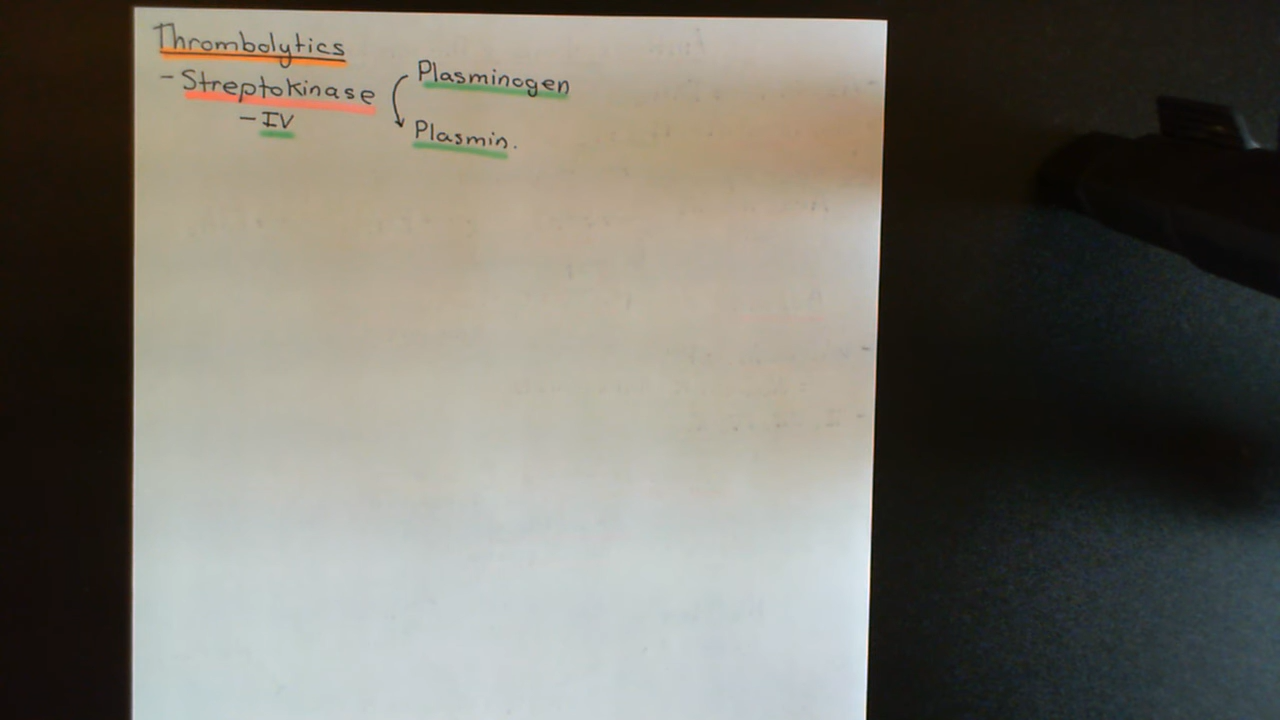 Thrombolytics
- Streptokinase
- IV
Plasminogen
Plasmin.